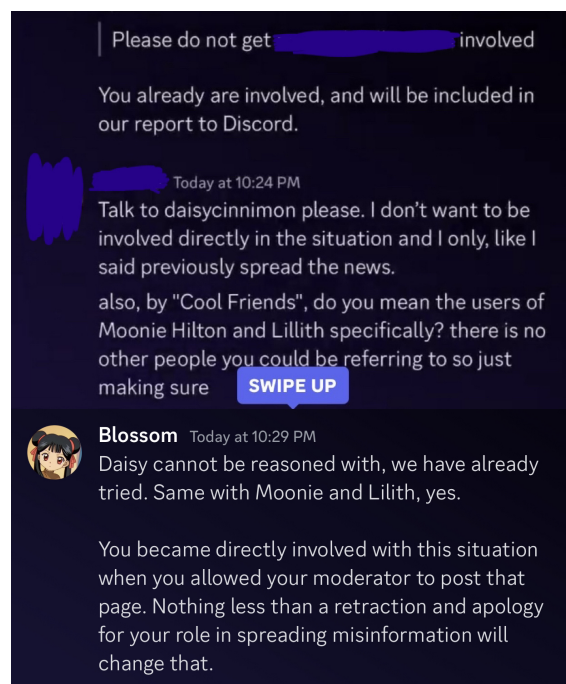 Please do not get involved
You already are involved, and will be included in
our report to Discord.
Today at 10:24 PM
Talk to daisycinnimon please. I don't want to be
involved directly in the situation and I only, like I
said previously spread the news.
also, by "Cool Friends", do you mean the users of
Moonie Hilton and Lillith specifically? there is no
other people you could be referring to so just
making sure
SWIPE UP
Blossom Today at 10:29 PM
Daisy cannot be reasoned with, we have already
tried. Same with Moonie and Lilith, yes.
You became directly involved with this situation
when you allowed your moderator to post that
page. Nothing less than a retraction and apology
for your role in spreading misinformation will
change that.